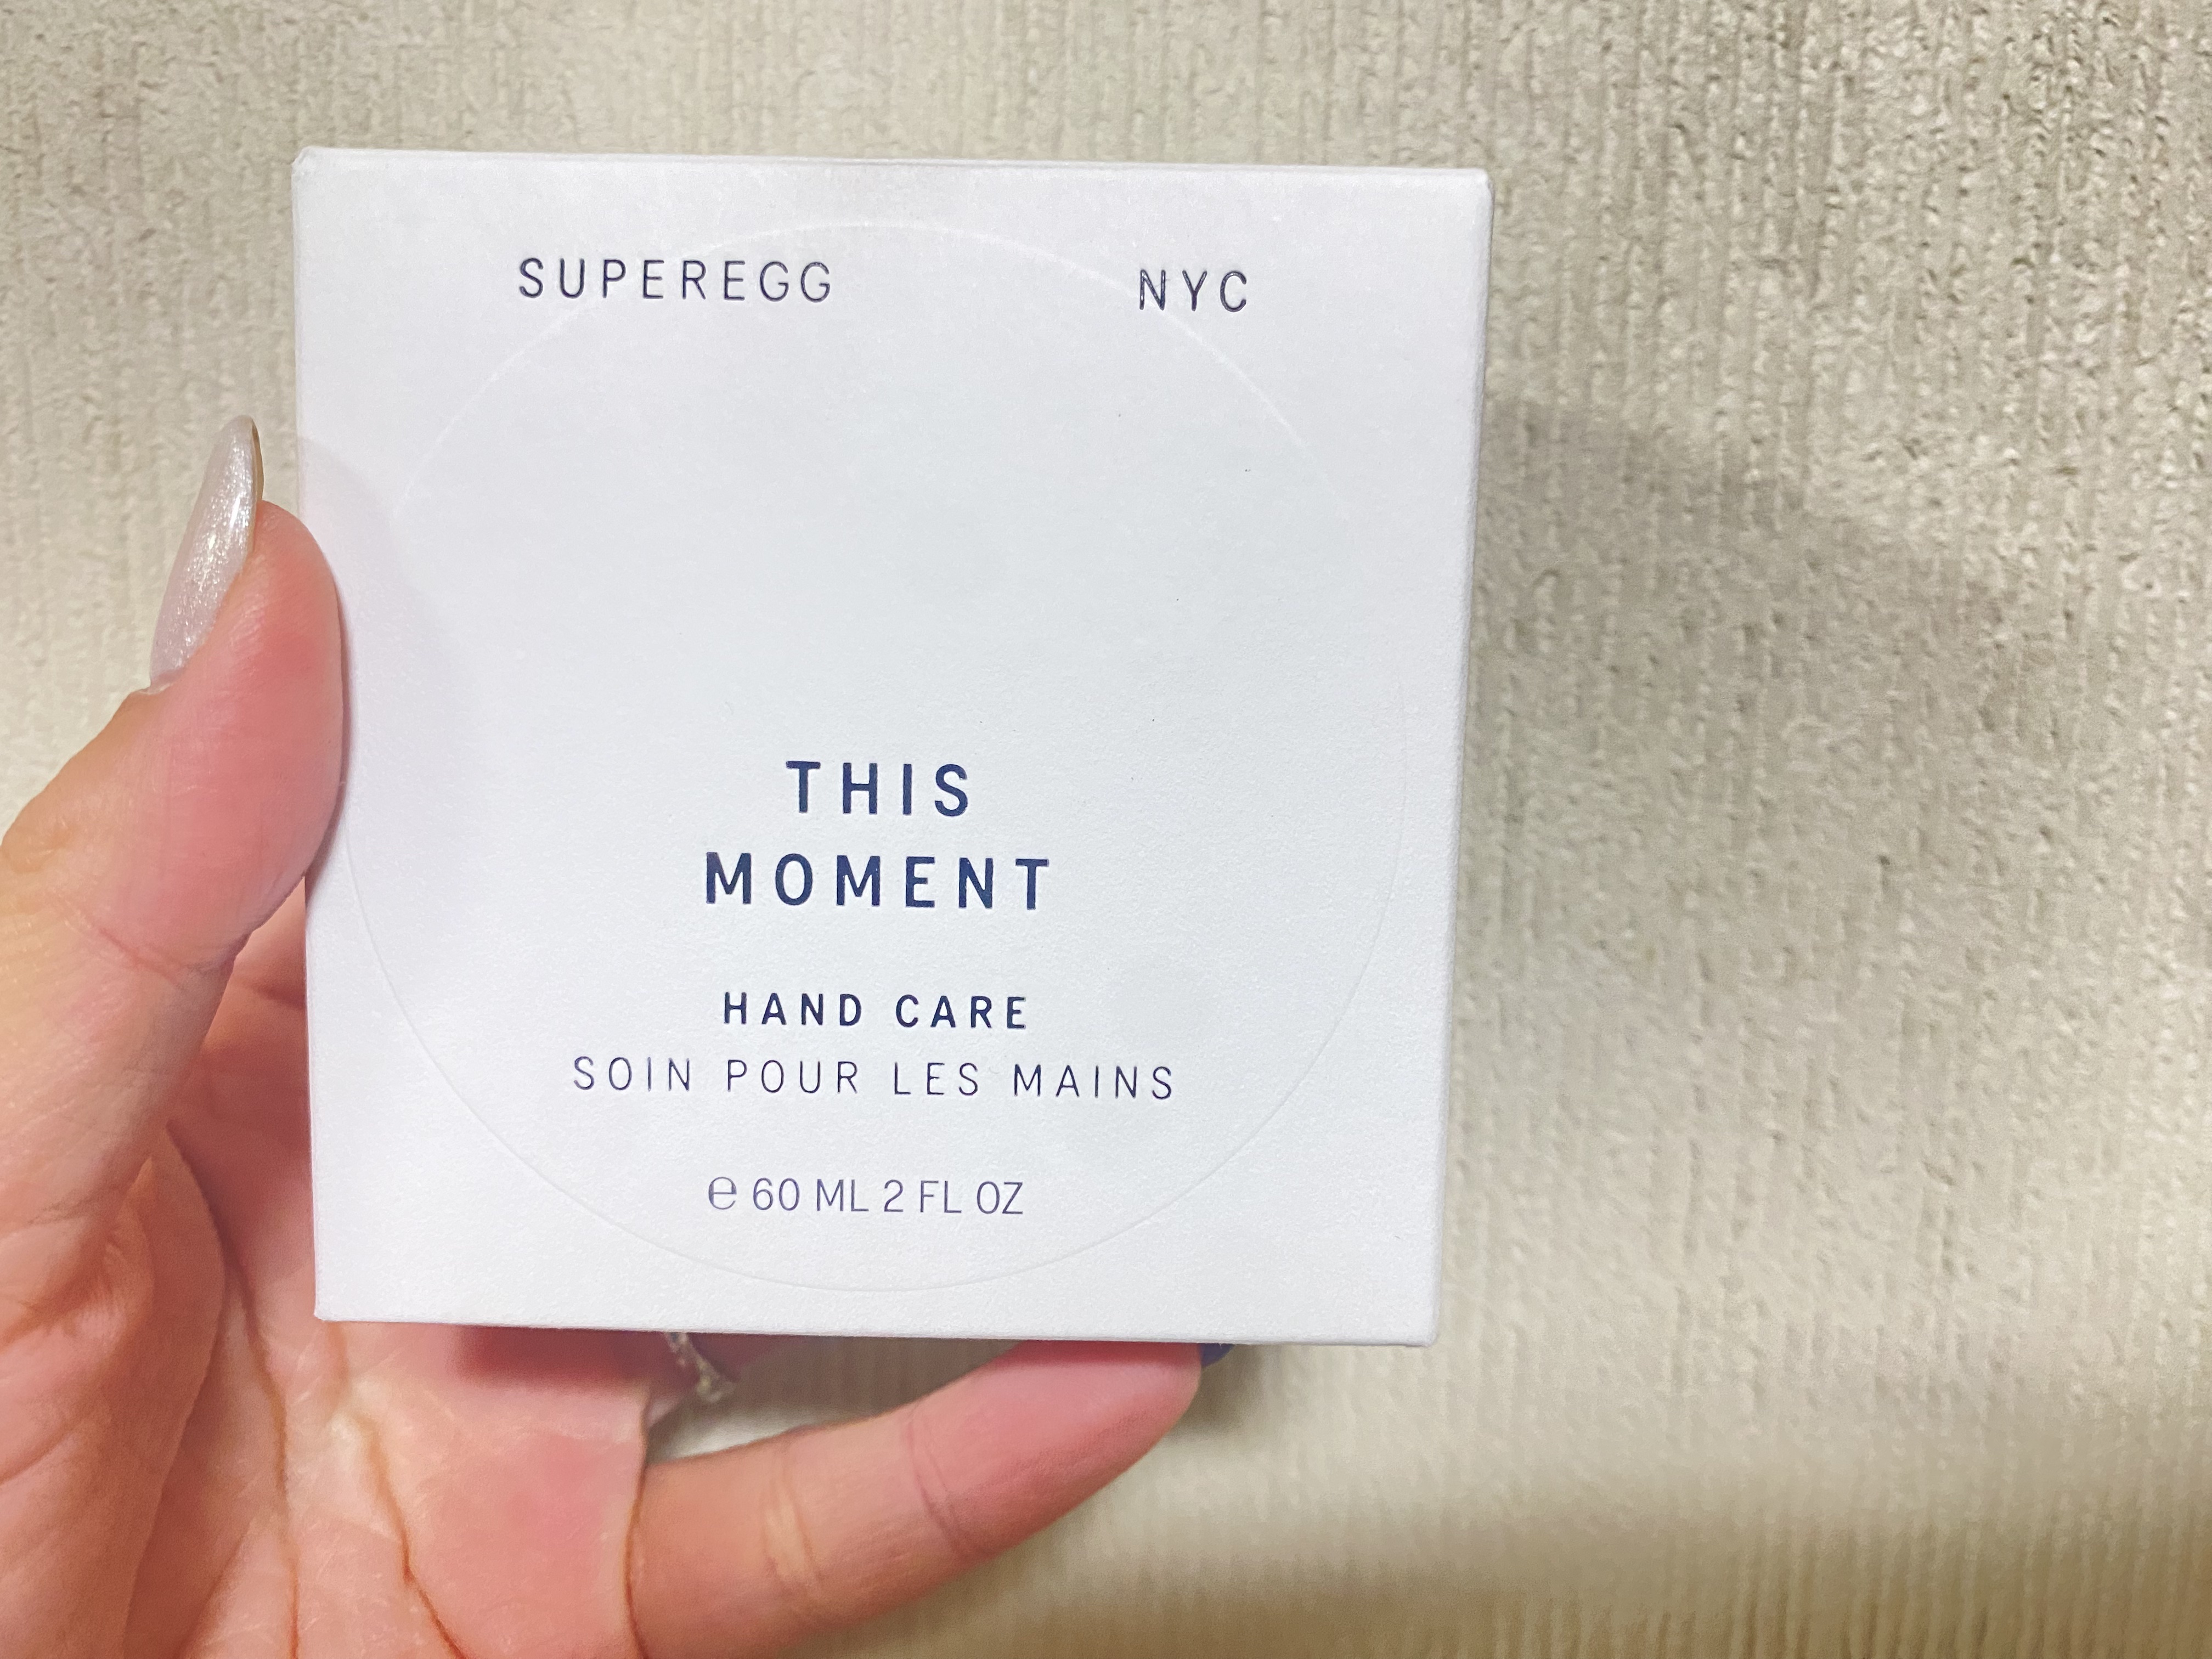 SUPEREGG NYC
THIS
MOMENT
HAND CARE
SOIN POUR LES MAINS
℮ 60 ML 2 FL OZ